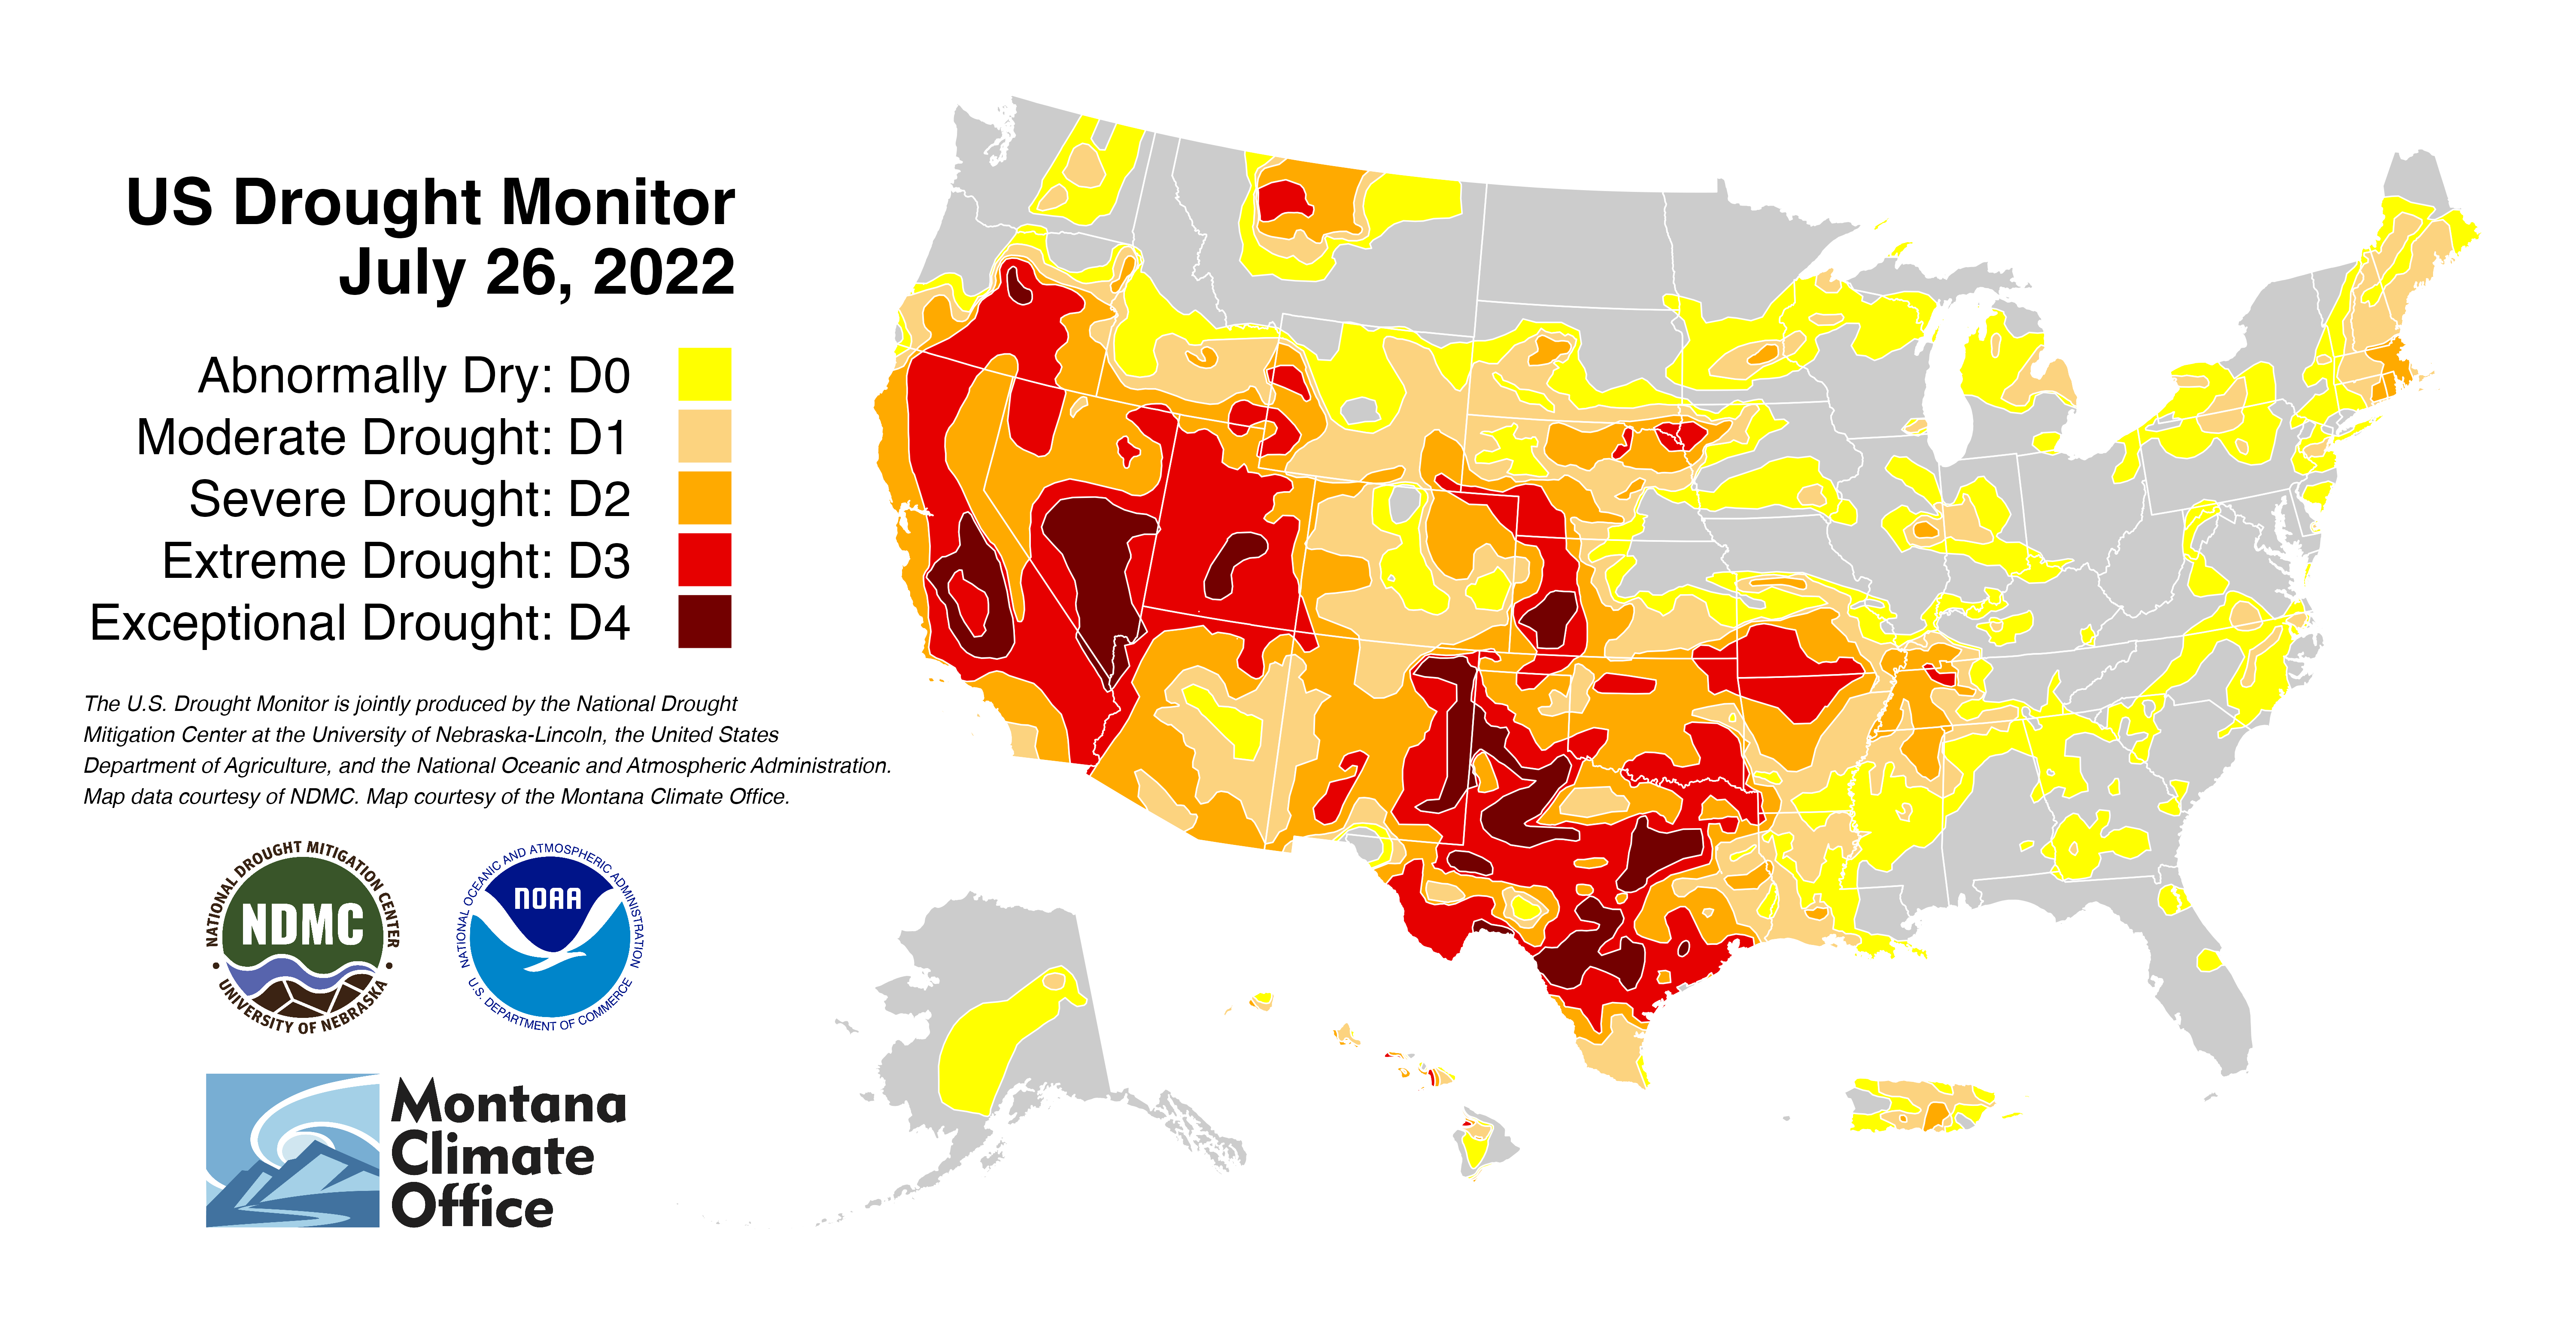 US Drought Monitor
July 26, 2022
Abnormally Dry: D0
Moderate Drought: D1
Severe Drought: D2
Extreme Drought: D3
Exceptional Drought: D4
The U.S. Drought Monitor is jointly produced by the National Drought
Mitigation Center at the University of Nebraska-Lincoln, the United States
Department of Agriculture, and the National Oceanic and Atmospheric Administration.
Map data courtesy of NDMC. Map courtesy of the Montana Climate Office.
NATIONAL DROUGHT MITIGATION CENTER
NDMC
• UNIVERSITY OF NEBRASKA •
NATIONAL OCEANIC AND ATMOSPHERIC ADMINISTRATION
NOAA
U.S. DEPARTMENT OF COMMERCE
Montana
Climate
Office